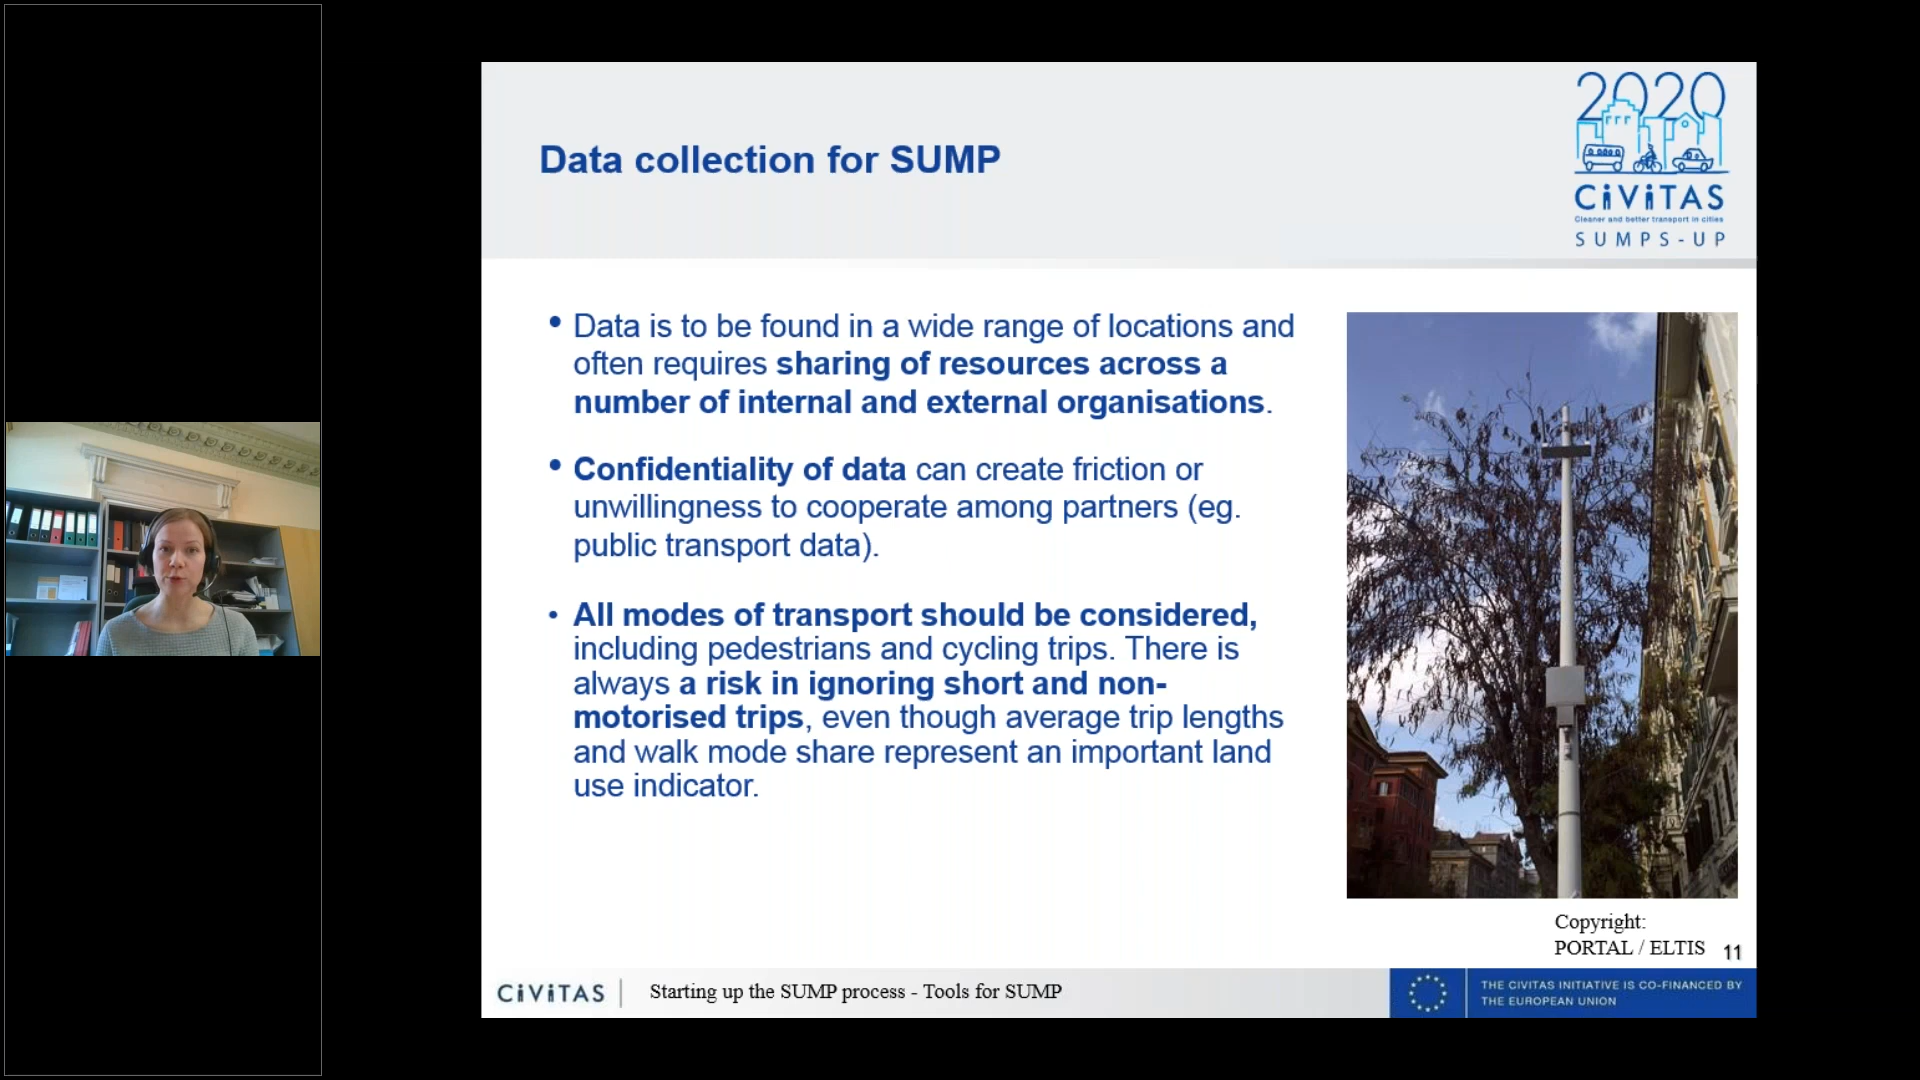 2020
CiViTAS
Cleaner and better transport in cities
SUMPS-UP
Data collection for SUMP
• Data is to be found in a wide range of locations and
often requires sharing of resources across a
number of internal and external organisations.
• Confidentiality of data can create friction or
unwillingness to cooperate among partners (eg.
public transport data).
• All modes of transport should be considered,
including pedestrians and cycling trips. There is
always a risk in ignoring short and non-
motorised trips, even though average trip lengths
and walk mode share represent an important land
use indicator.
Copyright:
PORTAL / ELTIS
11
CiViTAS
Starting up the SUMP process - Tools for SUMP
THE CIVITAS INITIATIVE IS CO-FINANCED BY
THE EUROPEAN UNION